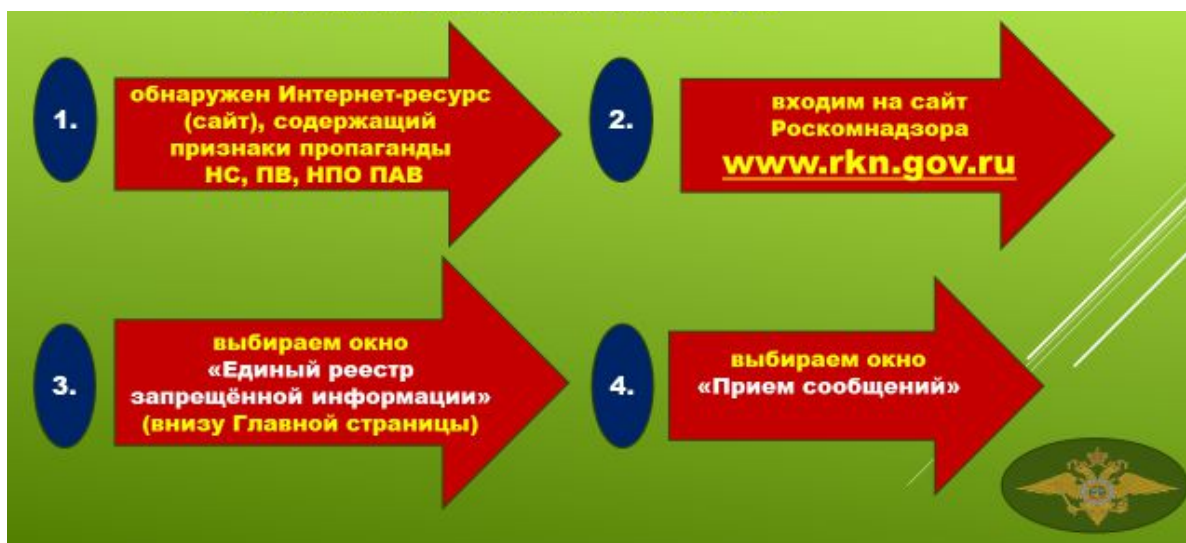 1.
обнаружен Интернет-ресурс
(сайт), содержащий
признаки пропаганды
НС, ПВ, НПО ПАВ
2.
входим на сайт
Роскомнадзора
www.rkn.gov.ru
3.
выбираем окно
«Единый реестр
запрещённой информации»
(внизу Главной страницы)
4.
выбираем окно
«Прием сообщений»